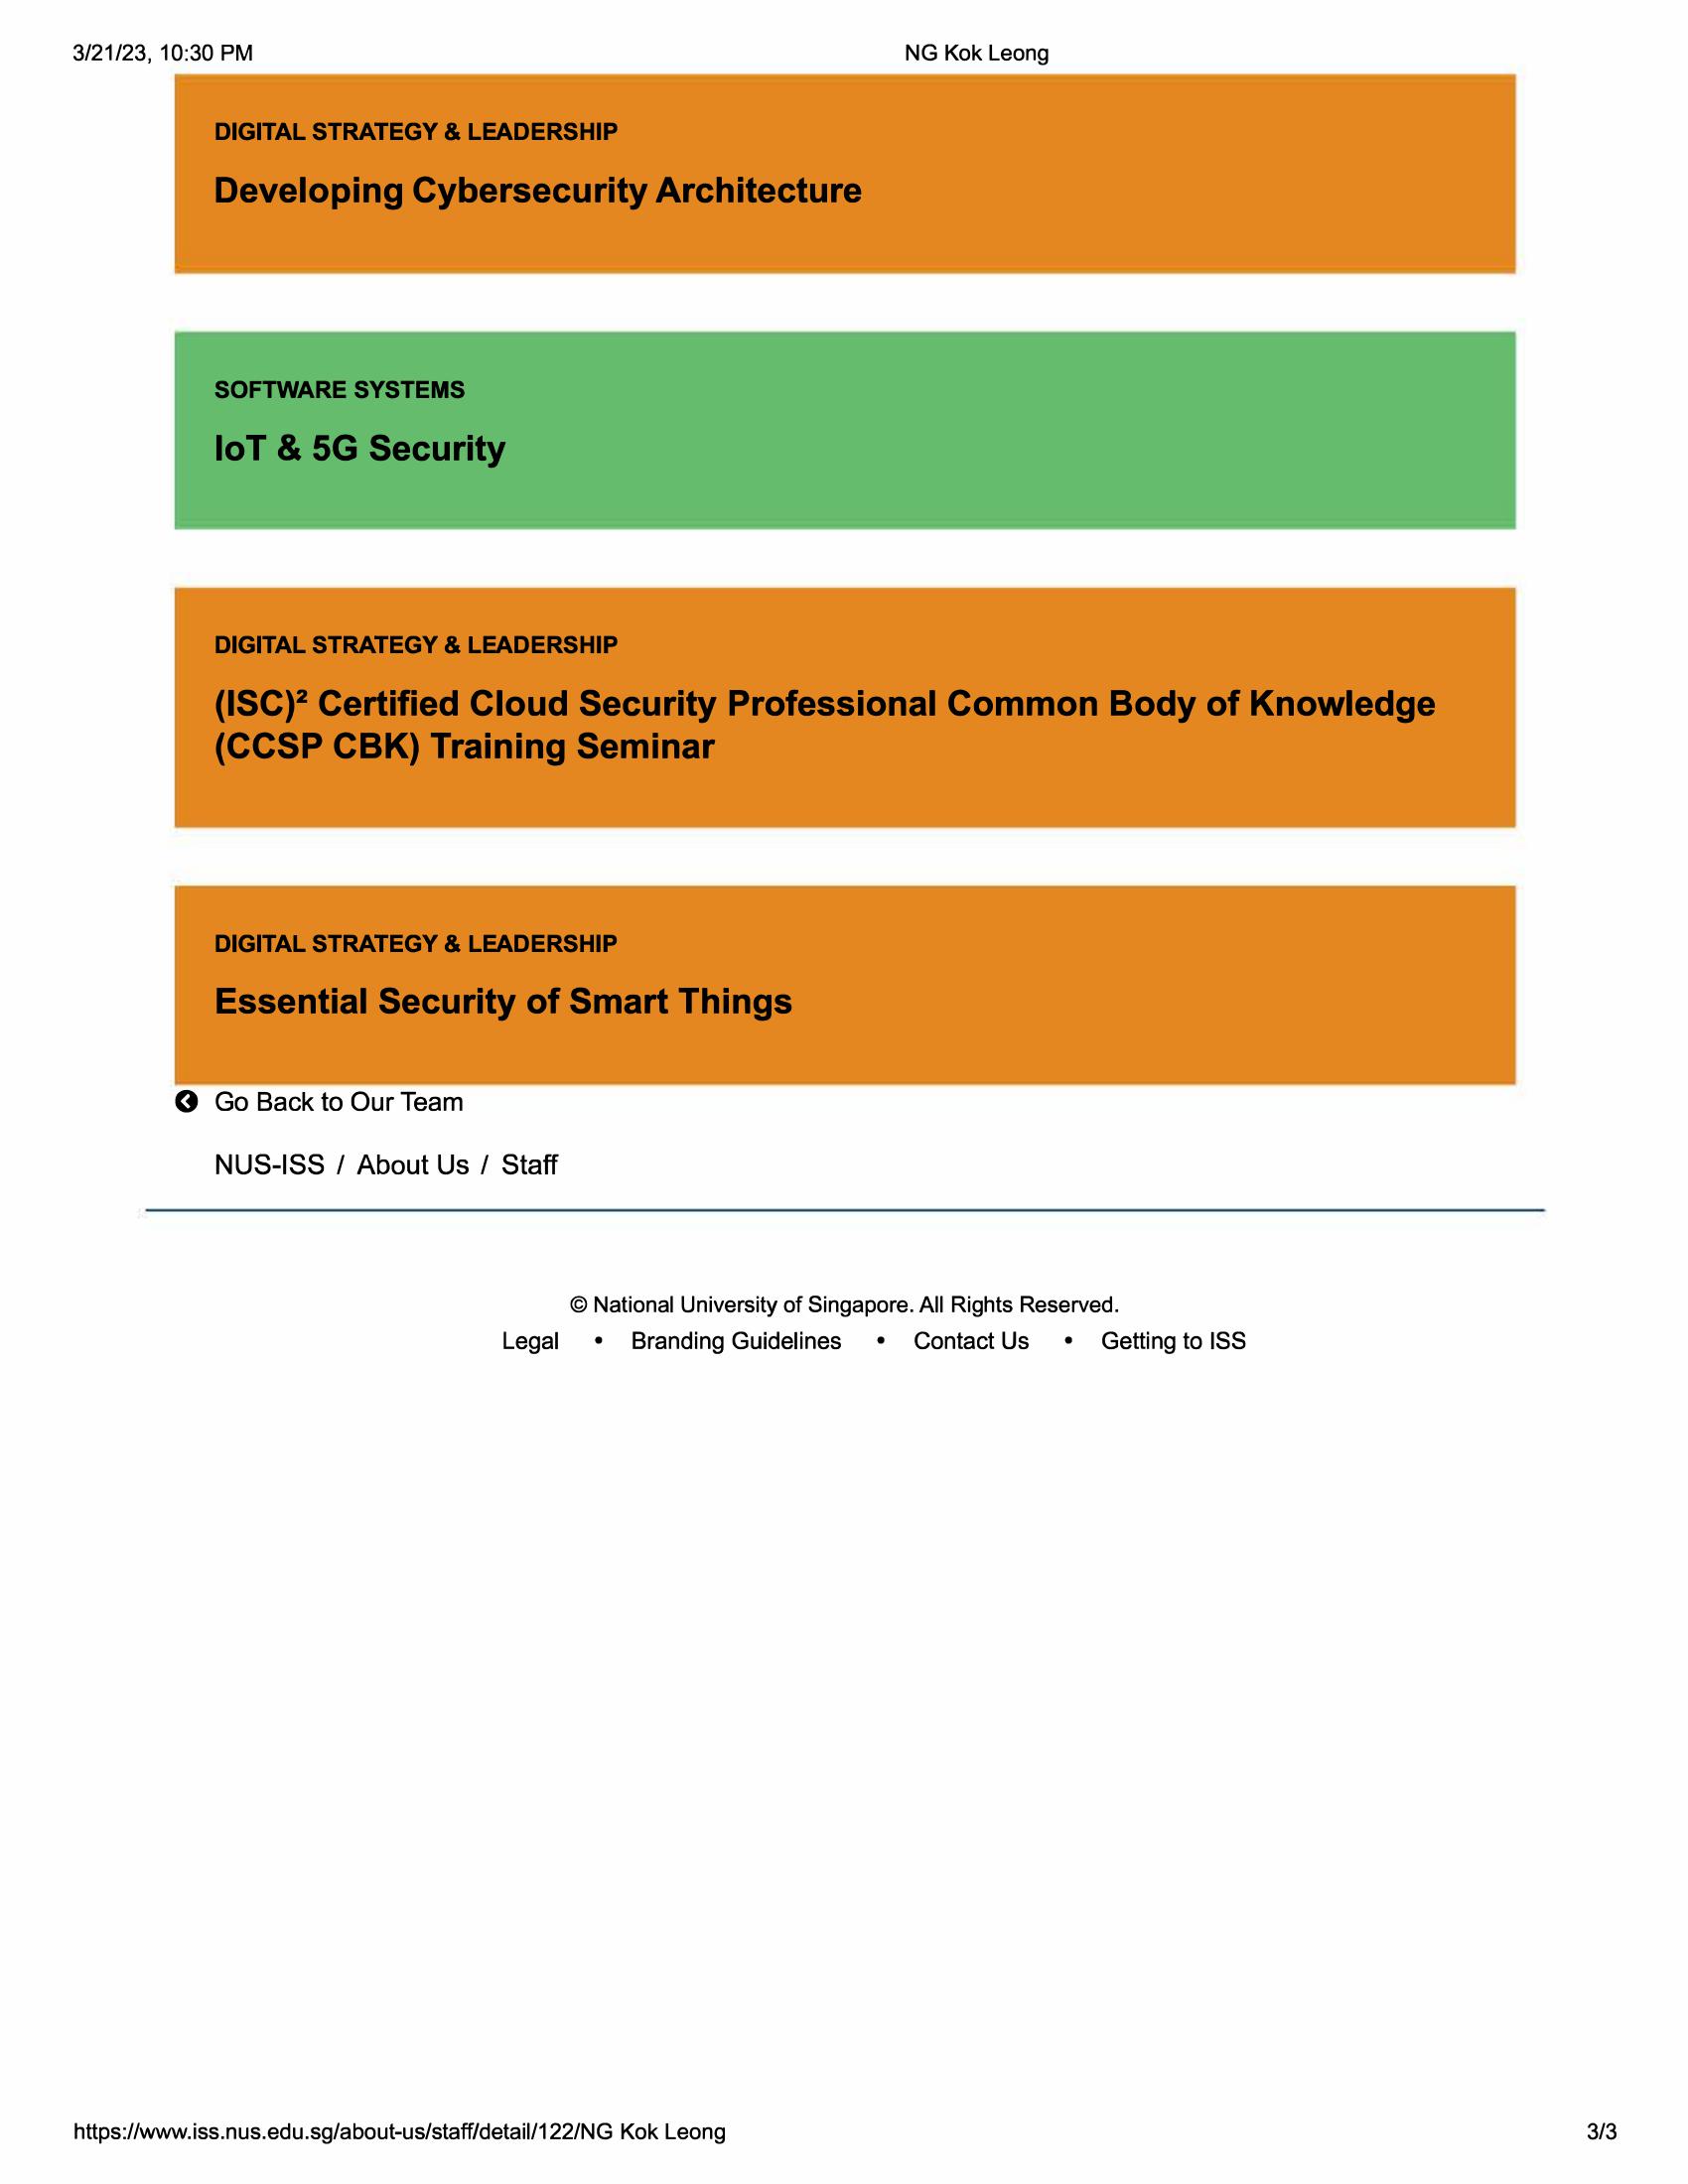 3/21/23, 10:30 PM NG Kok Leong
DIGITAL STRATEGY & LEADERSHIP
Developing Cybersecurity Architecture
SOFTWARE SYSTEMS
IoT & 5G Security
DIGITAL STRATEGY & LEADERSHIP
(ISC)² Certified Cloud Security Professional Common Body of Knowledge
(CCSP CBK) Training Seminar
DIGITAL STRATEGY & LEADERSHIP
Essential Security of Smart Things
Go Back to Our Team
NUS-ISS / About Us / Staff
© National University of Singapore. All Rights Reserved.
Legal • Branding Guidelines • Contact Us • Getting to ISS
https://www.iss.nus.edu.sg/about-us/staff/detail/122/NG Kok Leong 3/3